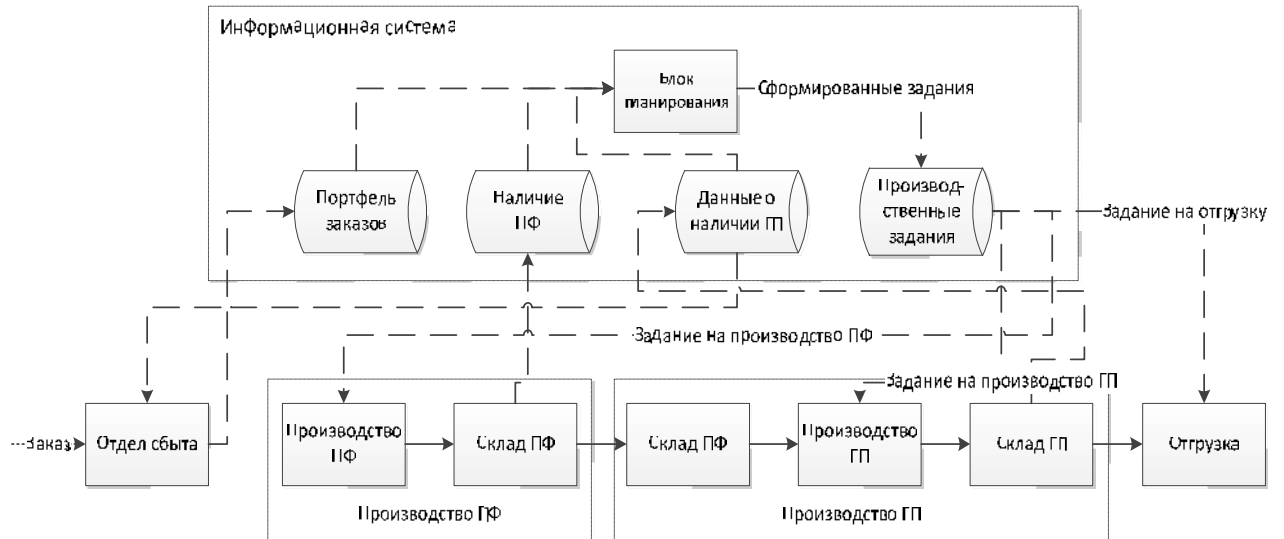 Информационная система
Блок
планирования
Сформированные задания
Портфель
заказов
Наличие
ПФ
Данные о
наличии ГП
Производ-
ственные
задания
Задание на отгрузку
Задание на производство ПФ
Задание на производство ГП
Заказ
Отдел сбыта
Производство
ПФ
Склад ПФ
Склад ПФ
Производство
ГП
Склад ГП
Отгрузка
Производство ПФ
Производство ГП